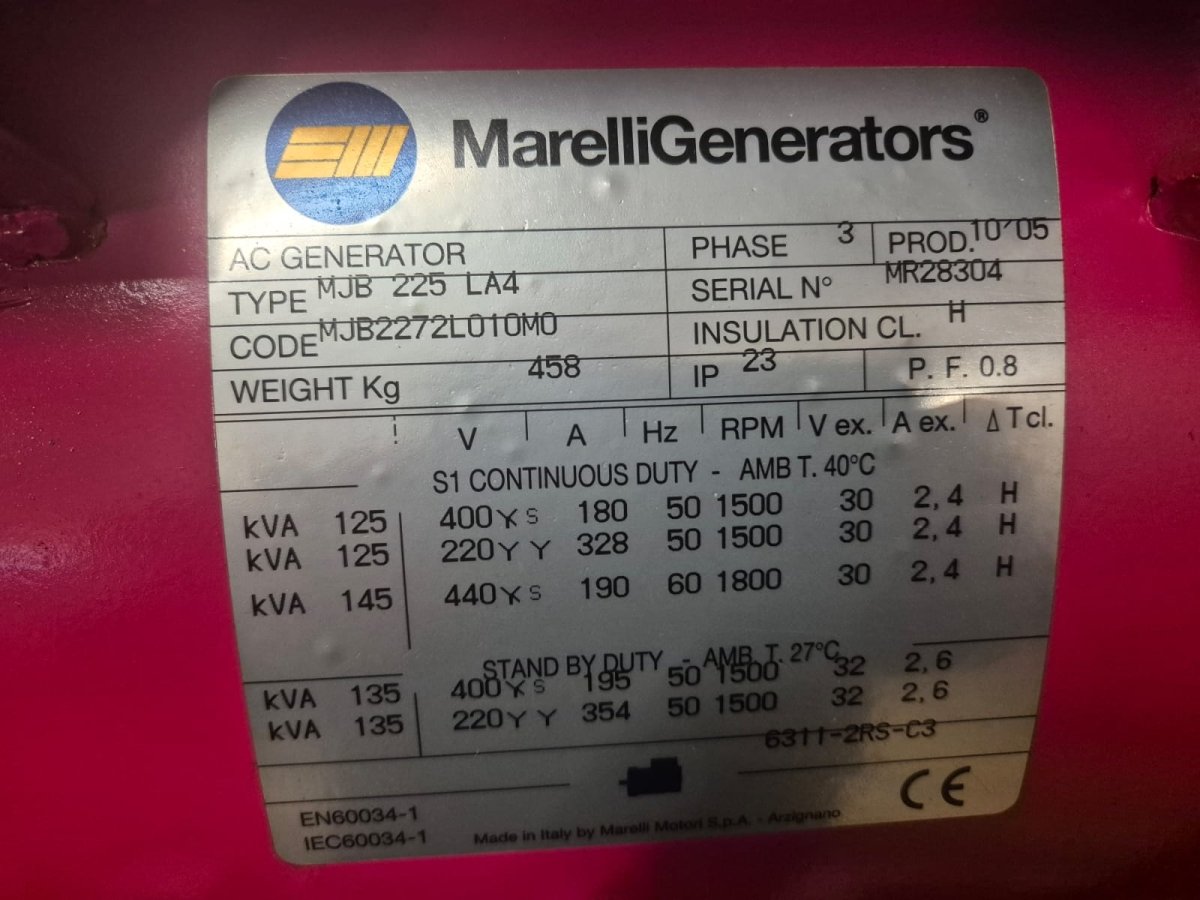 MarelliGenerators®
AC GENERATOR PHASE 3 PROD. 10'05
TYPE MJB 225 LA4 SERIAL N° MR28304
CODE MJB2272L010M0 INSULATION CL. H
WEIGHT Kg 458 IP 23 P. F. 0.8
V A Hz RPM V ex. A ex. Δ T cl.
S1 CONTINUOUS DUTY - AMB T. 40°C
kVA 125 400 Y S 180 50 1500 30 2,4 H
kVA 125 220 Y Y 328 50 1500 30 2,4 H
kVA 145 440 Y S 190 60 1800 30 2,4 H
STAND BY DUTY - AMB. T. 27°C
kVA 135 400 Y S 195 50 1500 32 2,6
kVA 135 220 Y Y 354 50 1500 32 2,6
6311-2RS-C3
EN60034-1
IEC60034-1
Made in Italy by Marelli Motori S.p.A. - Arzignano
CE